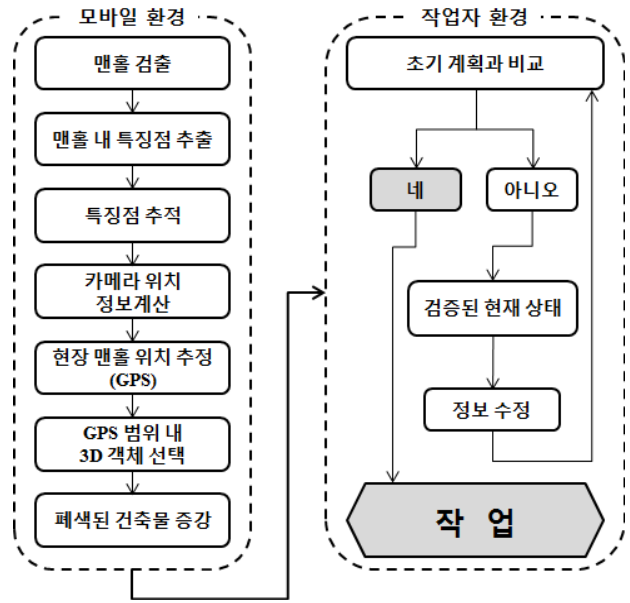 모바일 환경
맨홀 검출
맨홀 내 특징점 추출
특징점 추적
카메라 위치
정보계산
현장 맨홀 위치 추정
(GPS)
GPS 범위 내
3D 객체 선택
폐색된 건축물 증강
작업자 환경
초기 계획과 비교
네
아니오
검증된 현재 상태
정보 수정
작 업